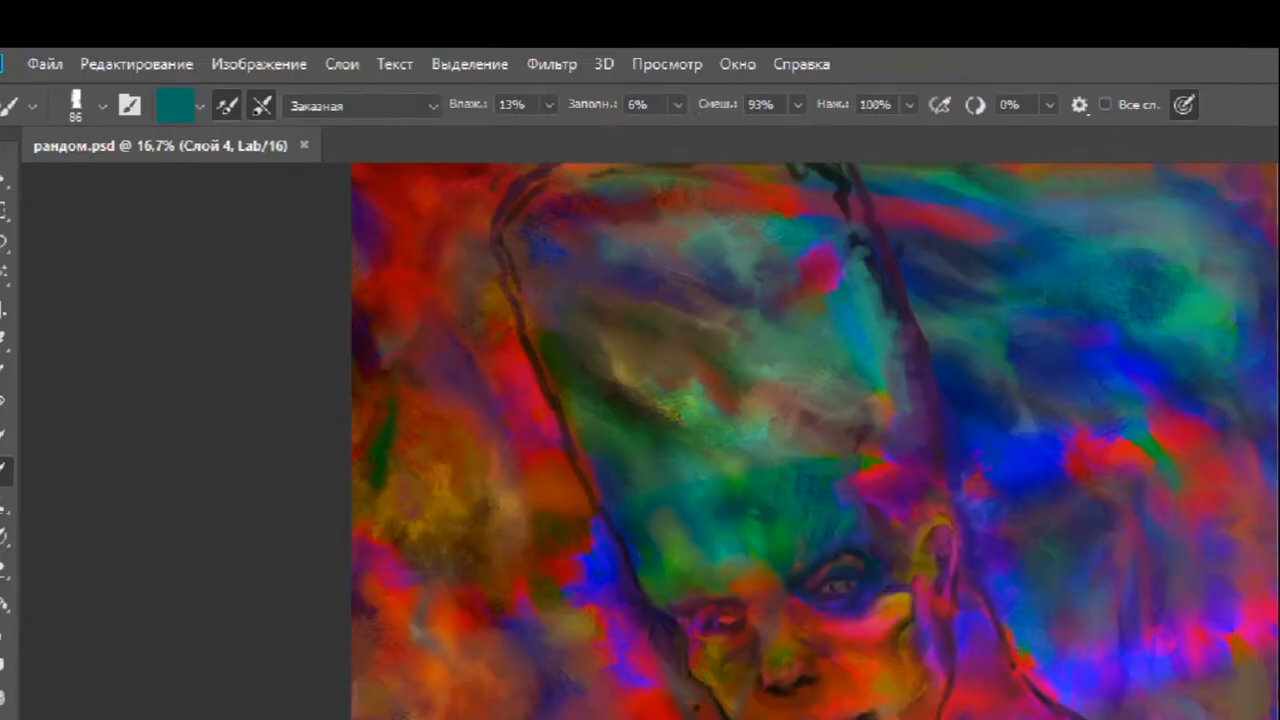 Файл Редактирование Изображение Слои Текст Выделение Фильтр 3D Просмотр Окно Справка
86 Заказная Влаж.: 13% Заполн.: 6% Смеш.: 93% Наж.: 100% 0% Все сл.
рандом.psd @ 16,7% (Слой 4, Lab/16) ×